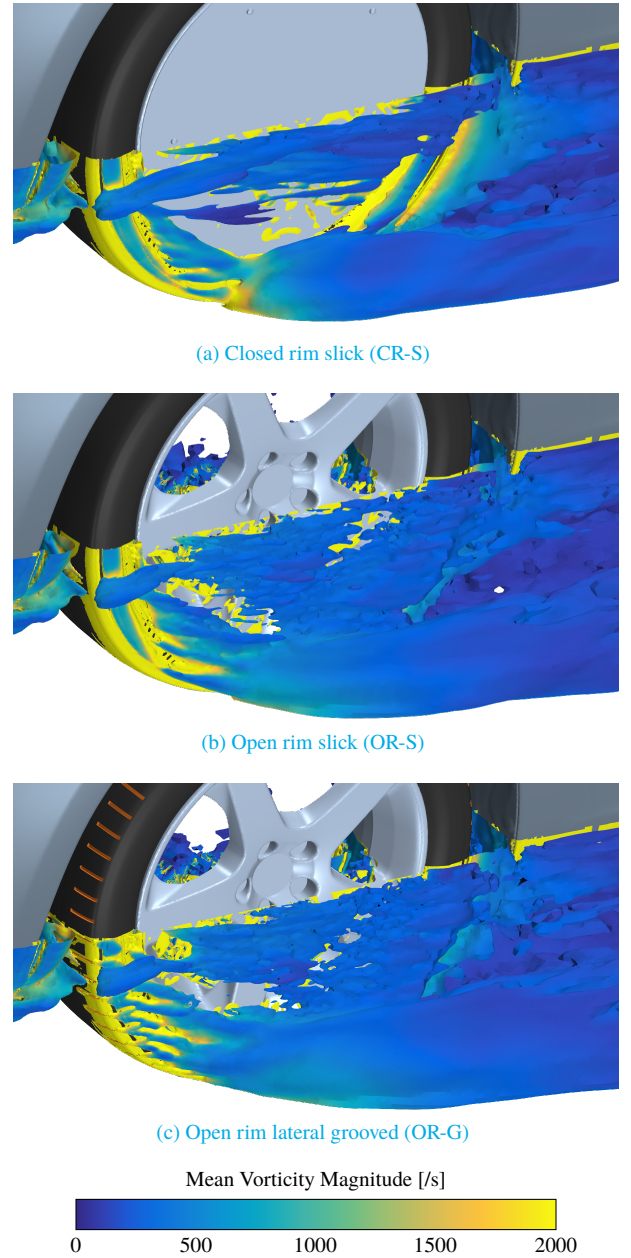 (a) Closed rim slick (CR-S)
(b) Open rim slick (OR-S)
(c) Open rim lateral grooved (OR-G)
Mean Vorticity Magnitude [/s]
0 500 1000 1500 2000